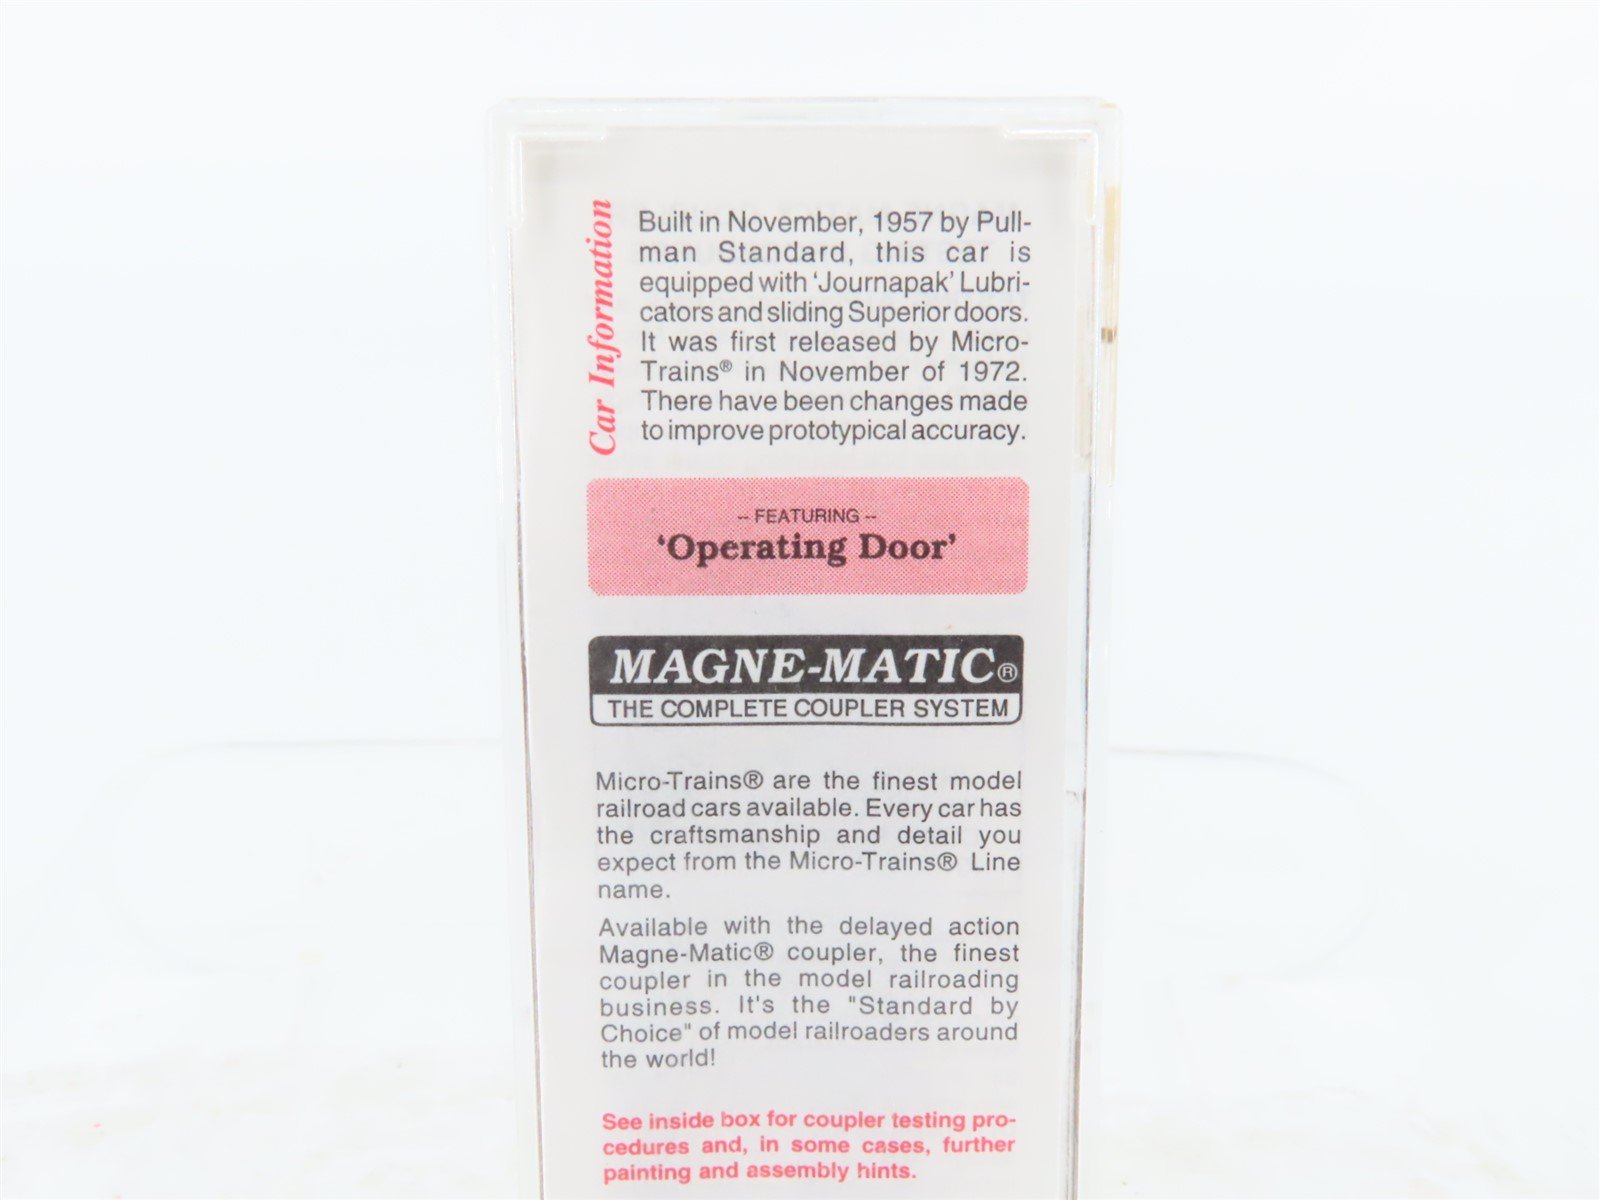 Car Information
Built in November, 1957 by Pull-
man Standard, this car is
equipped with ‘Journapak’ Lubri-
cators and sliding Superior doors.
It was first released by Micro-
Trains® in November of 1972.
There have been changes made
to improve prototypical accuracy.
-- FEATURING --
‘Operating Door’
MAGNE-MATIC®
THE COMPLETE COUPLER SYSTEM
Micro-Trains® are the finest model
railroad cars available. Every car has
the craftsmanship and detail you
expect from the Micro-Trains® Line
name.
Available with the delayed action
Magne-Matic® coupler, the finest
coupler in the model railroading
business. It's the "Standard by
Choice" of model railroaders around
the world!
See inside box for coupler testing pro-
cedures and, in some cases, further
painting and assembly hints.